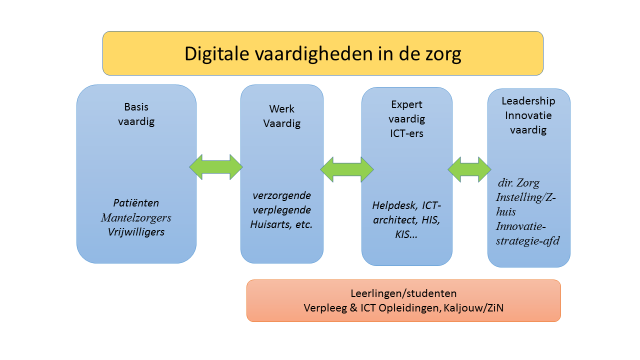 Digitale vaardigheden in de zorg
Basis
vaardig
Patiënten
Mantelzorgers
Vrijwilligers
Werk
Vaardig
verzorgende
verplegende
Huisarts, etc.
Expert
vaardig
ICT-ers
Helpdesk, ICT-
architect, HIS,
KIS...
Leadership
Innovatie
vaardig
dir. Zorg
Instelling/Z-
huis
Innovatie-
strategie-afd
Leerlingen/studenten
Verpleeg & ICT Opleidingen, Kaljouw/ZiN